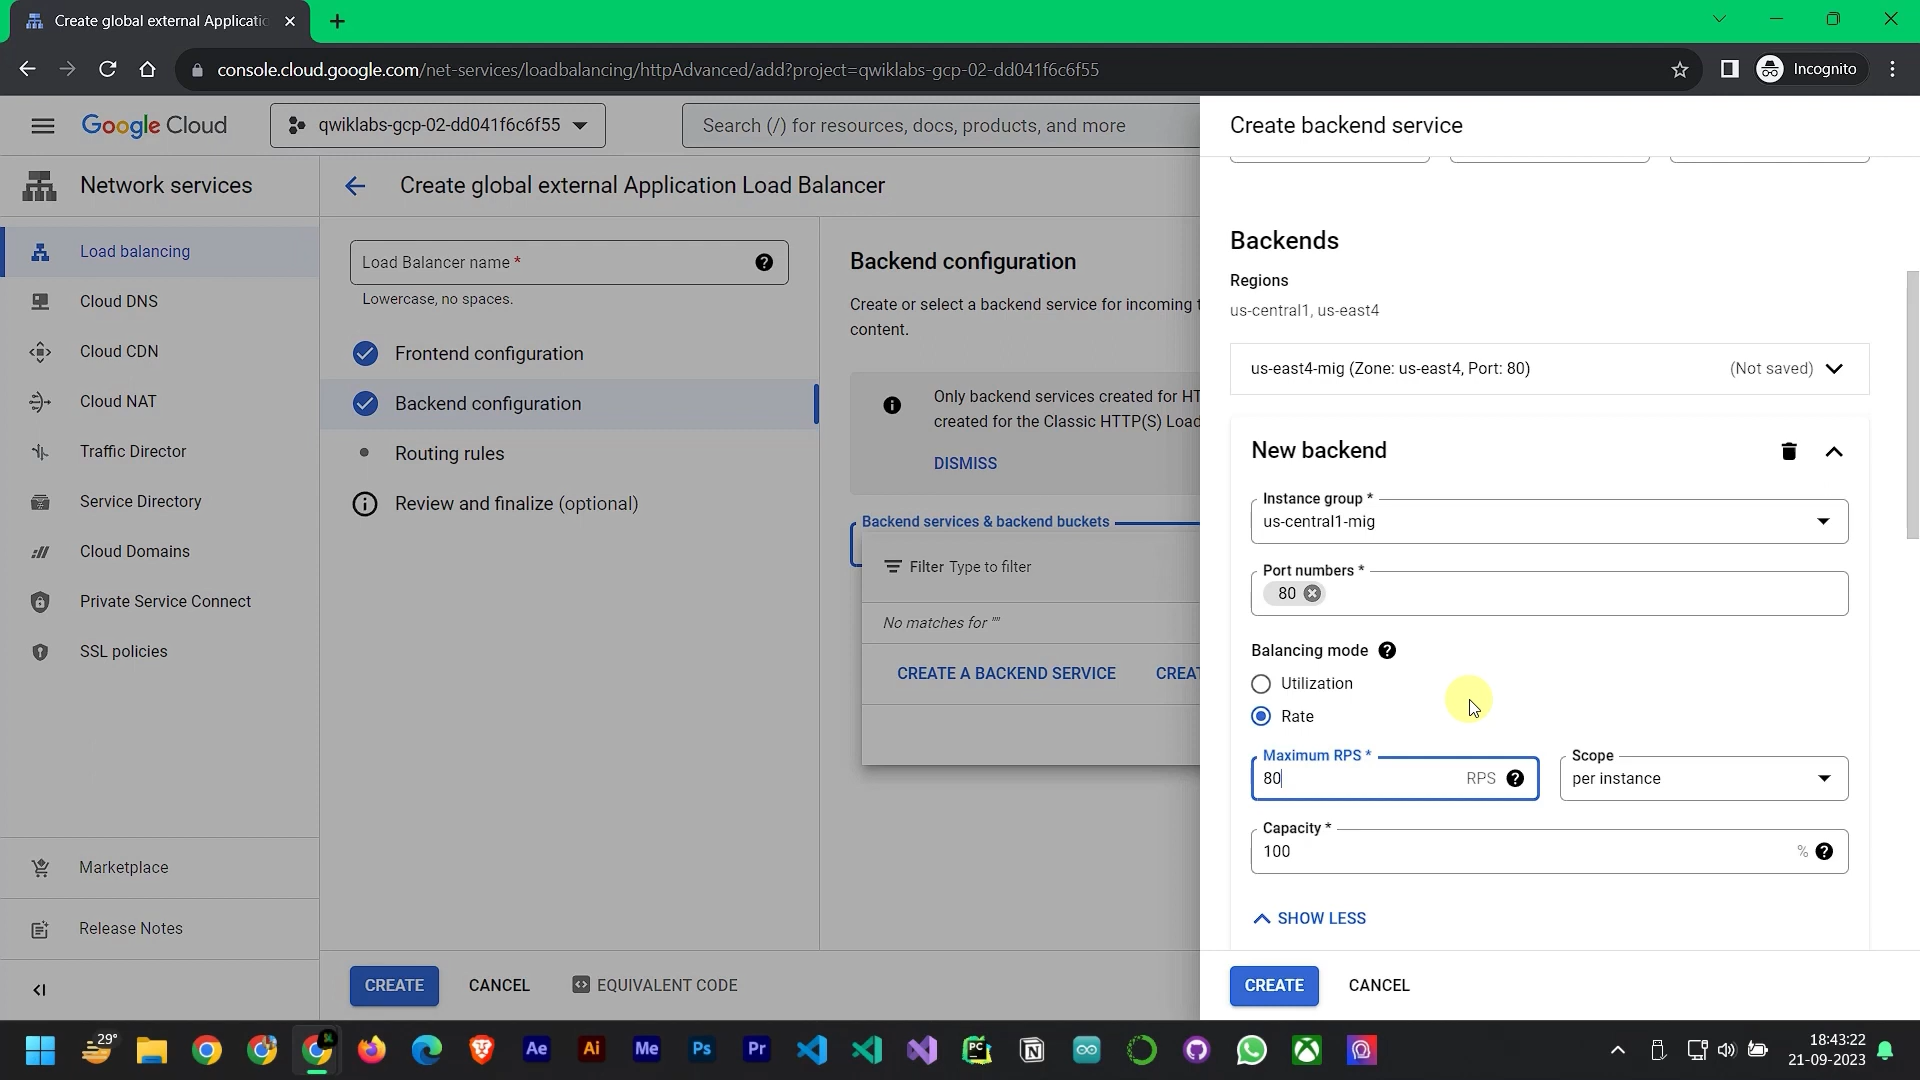 Create global external Applicatio
console.cloud.google.com/net-services/loadbalancing/httpAdvanced/add?project=qwiklabs-gcp-02-dd041f6c6f55
Incognito
Google Cloud
qwiklabs-gcp-02-dd041f6c6f55
Search (/) for resources, docs, products, and more
Network services
Load balancing
Cloud DNS
Cloud CDN
Cloud NAT
Traffic Director
Service Directory
Cloud Domains
Private Service Connect
SSL policies
Marketplace
Release Notes
Create global external Application Load Balancer
Load Balancer name *
Lowercase, no spaces.
Frontend configuration
Backend configuration
Routing rules
Review and finalize (optional)
Backend configuration
Create or select a backend service for incoming t
content.
Only backend services created for HT
created for the Classic HTTP(S) Load
DISMISS
Backend services & backend buckets
Filter Type to filter
No matches for ""
CREATE A BACKEND SERVICE
CREAT
CREATE
CANCEL
EQUIVALENT CODE
Create backend service
Backends
Regions
us-central1, us-east4
us-east4-mig (Zone: us-east4, Port: 80)
(Not saved)
New backend
Instance group *
us-central1-mig
Port numbers *
80
Balancing mode
Utilization
Rate
Maximum RPS *
80
RPS
Scope
per instance
Capacity *
100
%
SHOW LESS
CREATE
CANCEL
29°
Ae
Ai
Me
Ps
Pr
18:43:22
21-09-2023